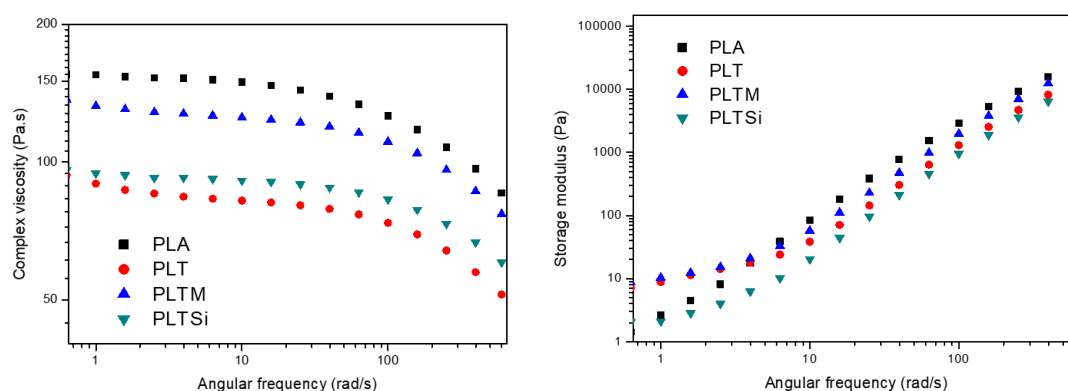 200
150
100
50
Complex viscosity (Pa.s)
PLA
PLT
PLTM
PLTSi
1
10
100
Angular frequency (rad/s)
100000
10000
1000
100
10
1
Storage modulus (Pa)
PLA
PLT
PLTM
PLTSi
1
10
100
Angular frequency (rad/s)